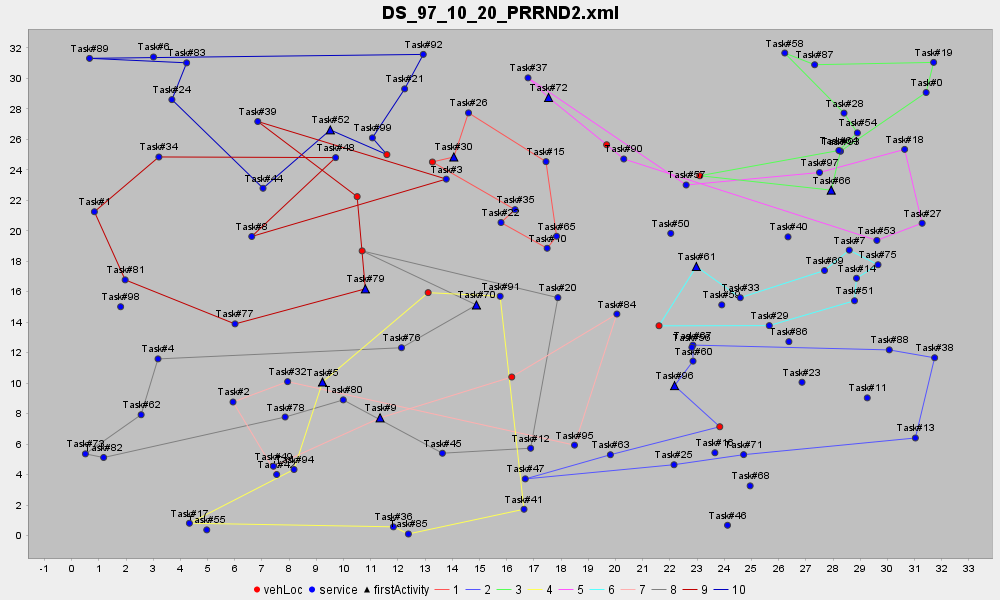 DS_97_10_20_PRRND2.xml
32
30
28
26
24
22
20
18
16
14
12
10
8
6
4
2
0
Task#89
Task#6
Task#83
Task#92
Task#24
Task#21
Task#39
Task#52
Task#99
Task#34
Task#48
Task#44
Task#1
Task#8
Task#81
Task#98
Task#77
Task#79
Task#37
Task#72
Task#26
Task#30
Task#3
Task#15
Task#90
Task#35
Task#22
Task#65
Task#10
Task#58
Task#87
Task#19
Task#0
Task#28
Task#54
Task#93
Task#18
Task#97
Task#57
Task#66
Task#27
Task#50
Task#40
Task#53
Task#7
Task#75
Task#61
Task#69
Task#14
Task#33
Task#59
Task#51
Task#29
Task#86
Task#70
Task#91
Task#20
Task#84
Task#76
Task#4
Task#32
Task#5
Task#2
Task#80
Task#62
Task#78
Task#9
Task#73
Task#82
Task#45
Task#12
Task#95
Task#49
Task#94
Task#63
Task#47
Task#25
Task#71
Task#13
Task#38
Task#88
Task#67
Task#60
Task#96
Task#23
Task#11
Task#68
Task#46
Task#41
Task#17
Task#55
Task#36
Task#85
-1 0 1 2 3 4 5 6 7 8 9 10 11 12 13 14 15 16 17 18 19 20 21 22 23 24 25 26 27 28 29 30 31 32 33
vehLoc service firstActivity 1 2 3 4 5 6 7 8 9 10